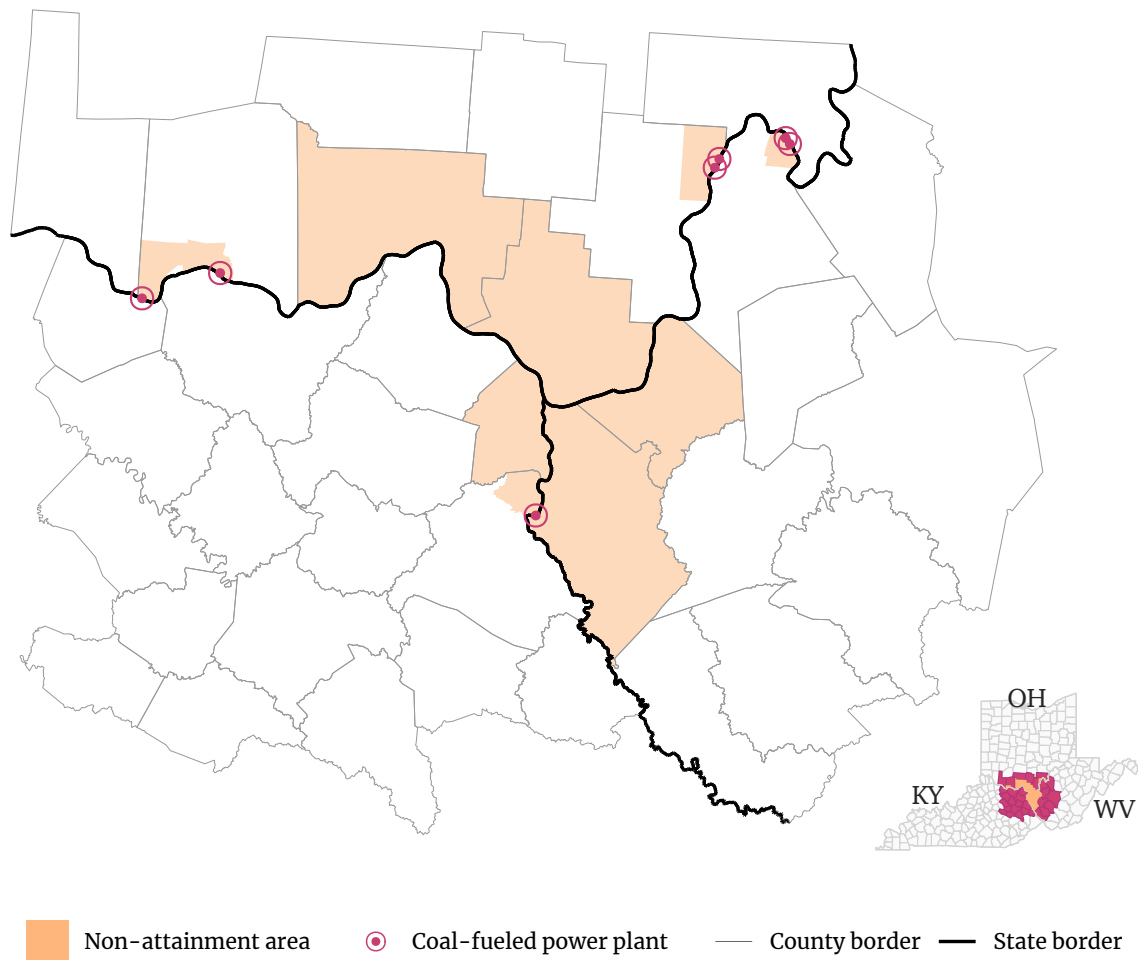 OH
KY
WV
Non-attainment area
Coal-fueled power plant
County border
State border